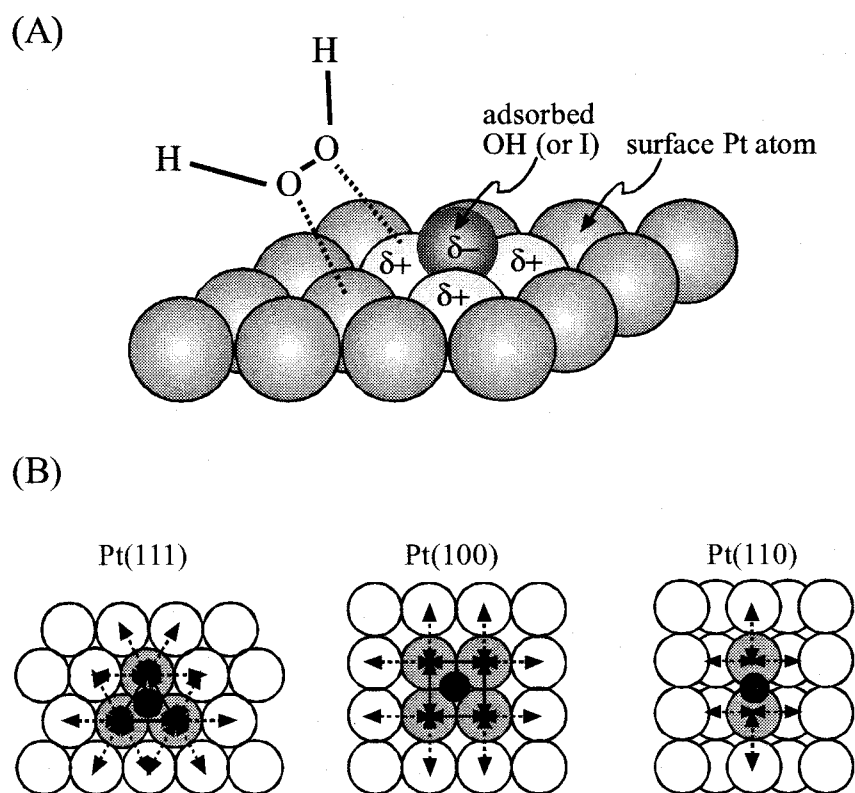 (A)
H
H
O
O
adsorbed
OH (or I)
surface Pt atom
δ−
δ+
δ+
δ+
(B)
Pt(111)
Pt(100)
Pt(110)